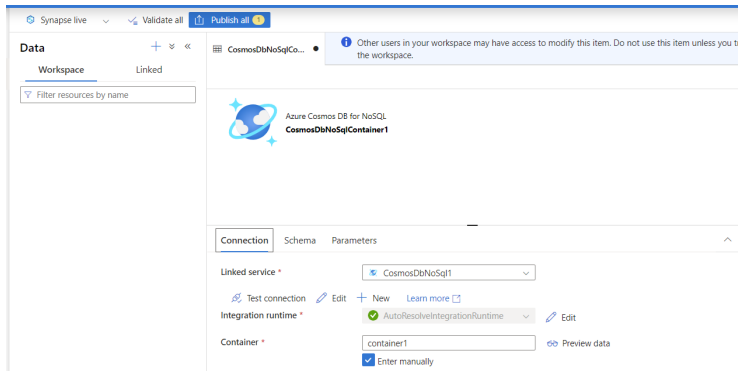 Synapse live
Validate all
Publish all 1
Data
Workspace
Linked
Filter resources by name
CosmosDbNoSqlCo...
Other users in your workspace may have access to modify this item. Do not use this item unless you
the workspace.
Azure Cosmos DB for NoSQL
CosmosDbNoSqlContainer1
Connection
Schema
Parameters
Linked service *
CosmosDbNoSql1
Test connection
Edit
New
Learn more
Integration runtime *
AutoResolveIntegrationRuntime
Edit
Container *
container1
Preview data
Enter manually